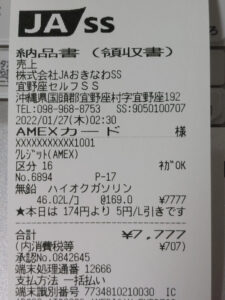 JA SS
納品書(領収書)
売上
株式会社JAおきなわSS
宜野座セルフSS
沖縄県国頭郡宜野座村字宜野座192
TEL:098-968-8753 SS:9050100707
2022/01/27(木)02:30
AMEXカード 様
XXXXXXXXXXX1001
クレジット(AMEX)
区分 16 ネガOK
No.6894 P-17
無鉛 ハイオクガソリン
46.02L/コ @169.0 ¥7777
★本日は 174円より 5円/L引きです
合計 ¥7,777
(内消費税等 ¥707)
承認No.0842645
端末処理通番 12666
支払方法 一括払い
端末識別番号 7734810210030 IC